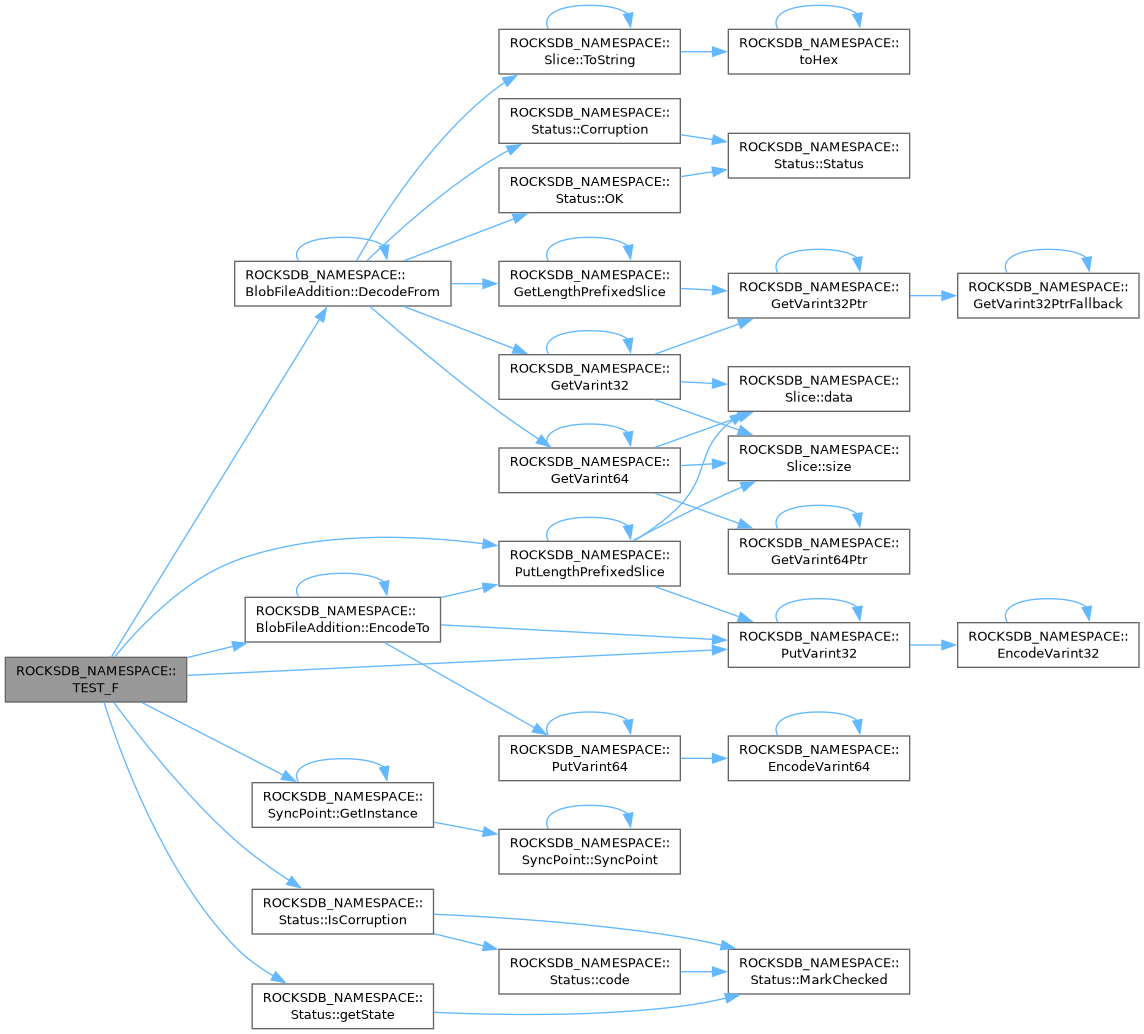 ROCKSDB_NAMESPACE::
TEST_F
ROCKSDB_NAMESPACE::
BlobFileAddition::DecodeFrom
ROCKSDB_NAMESPACE::
Slice::ToString
ROCKSDB_NAMESPACE::
toHex
ROCKSDB_NAMESPACE::
Status::Corruption
ROCKSDB_NAMESPACE::
Status::Status
ROCKSDB_NAMESPACE::
Status::OK
ROCKSDB_NAMESPACE::
GetLengthPrefixedSlice
ROCKSDB_NAMESPACE::
GetVarint32Ptr
ROCKSDB_NAMESPACE::
GetVarint32PtrFallback
ROCKSDB_NAMESPACE::
GetVarint32
ROCKSDB_NAMESPACE::
Slice::data
ROCKSDB_NAMESPACE::
Slice::size
ROCKSDB_NAMESPACE::
GetVarint64
ROCKSDB_NAMESPACE::
GetVarint64Ptr
ROCKSDB_NAMESPACE::
PutLengthPrefixedSlice
ROCKSDB_NAMESPACE::
BlobFileAddition::EncodeTo
ROCKSDB_NAMESPACE::
PutVarint32
ROCKSDB_NAMESPACE::
EncodeVarint32
ROCKSDB_NAMESPACE::
PutVarint64
ROCKSDB_NAMESPACE::
EncodeVarint64
ROCKSDB_NAMESPACE::
SyncPoint::GetInstance
ROCKSDB_NAMESPACE::
SyncPoint::SyncPoint
ROCKSDB_NAMESPACE::
Status::IsCorruption
ROCKSDB_NAMESPACE::
Status::code
ROCKSDB_NAMESPACE::
Status::MarkChecked
ROCKSDB_NAMESPACE::
Status::getState